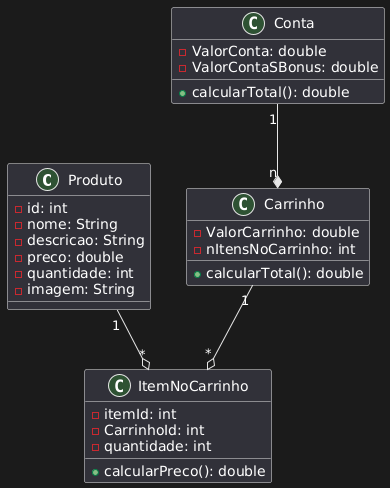 C Conta
ValorConta: double
ValorContaSBonus: double
calcularTotal(): double
1
n
C Produto
id: int
nome: String
descricao: String
preco: double
quantidade: int
imagem: String
C Carrinho
ValorCarrinho: double
nItensNoCarrinho: int
calcularTotal(): double
1
1
*
*
C ItemNoCarrinho
itemId: int
CarrinhoId: int
quantidade: int
calcularPreco(): double